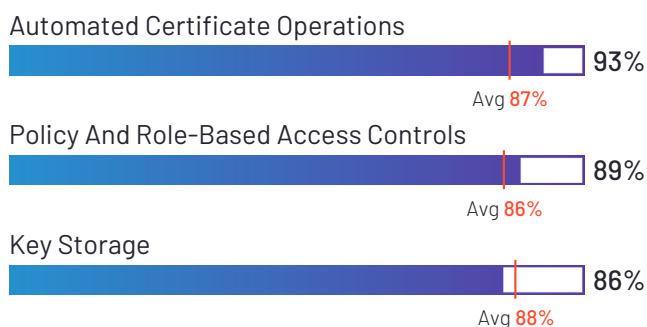 Automated Certificate Operations
93%
Avg 87%
Policy And Role-Based Access Controls
89%
Avg 86%
Key Storage
86%
Avg 88%